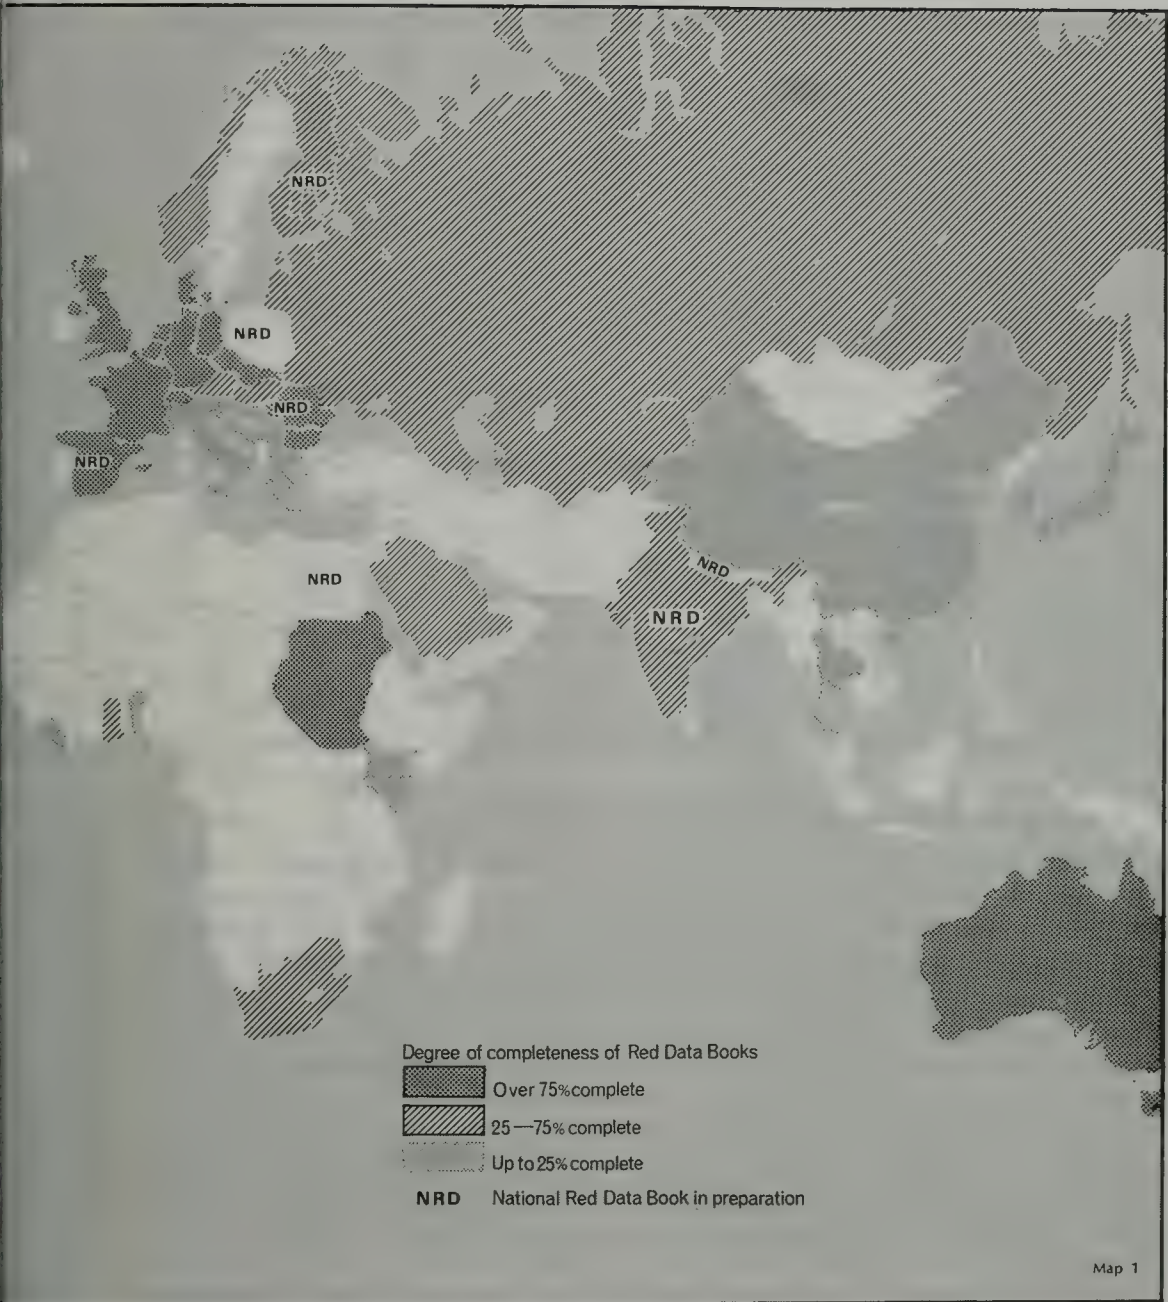 NRD
NRD
NRD
NRD
NRD
NRD
NRD
Degree of completeness of Red Data Books
Over 75%complete
25—75% complete
Up to 25% complete
NRD National Red Data Book in preparation
Map 1